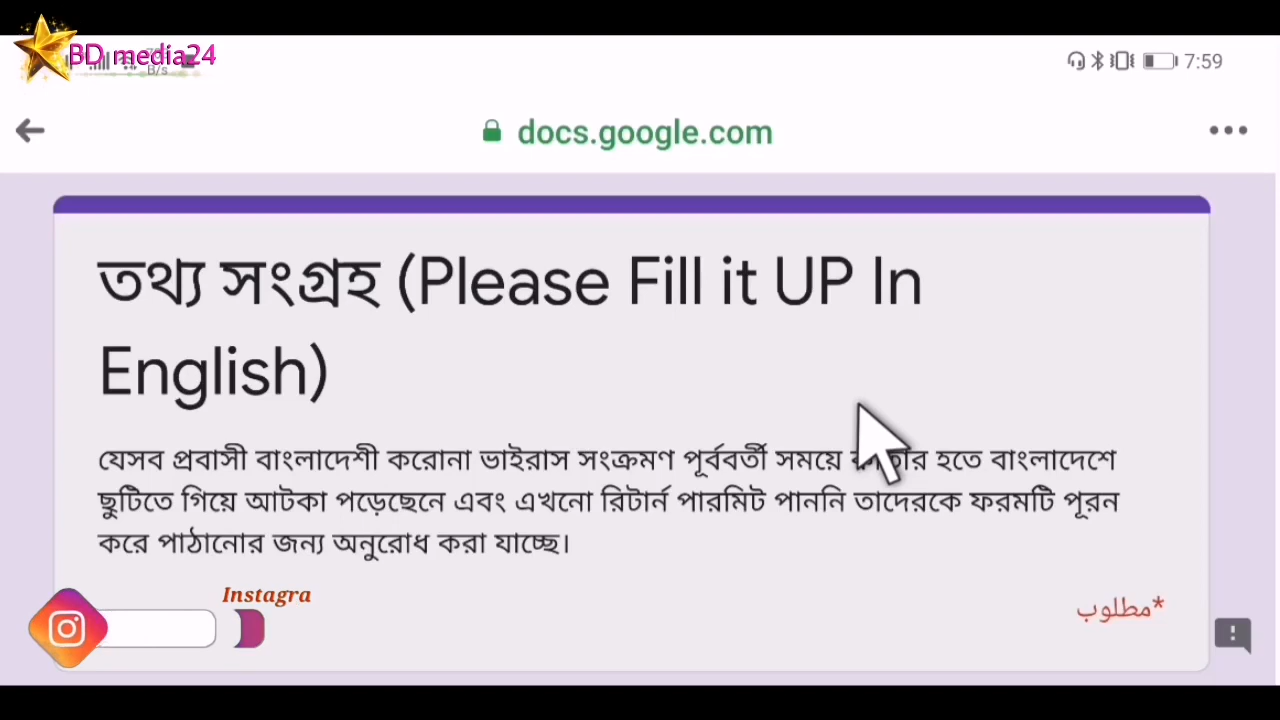 BD media24
B/s
7:59
docs.google.com
তথ্য সংগ্রহ (Please Fill it UP In
English)
যেসব প্রবাসী বাংলাদেশী করোনা ভাইরাস সংক্রমণ পূর্ববর্তী সময়ে হতে বাংলাদেশে
ছুটিতে গিয়ে আটকা পড়েছেনে এবং এখনো রিটার্ন পারমিট পাননি তাদেরকে ফরমটি পূরন
করে পাঠানোর জন্য অনুরোধ করা যাচ্ছে।
Instagra
*مطلوب